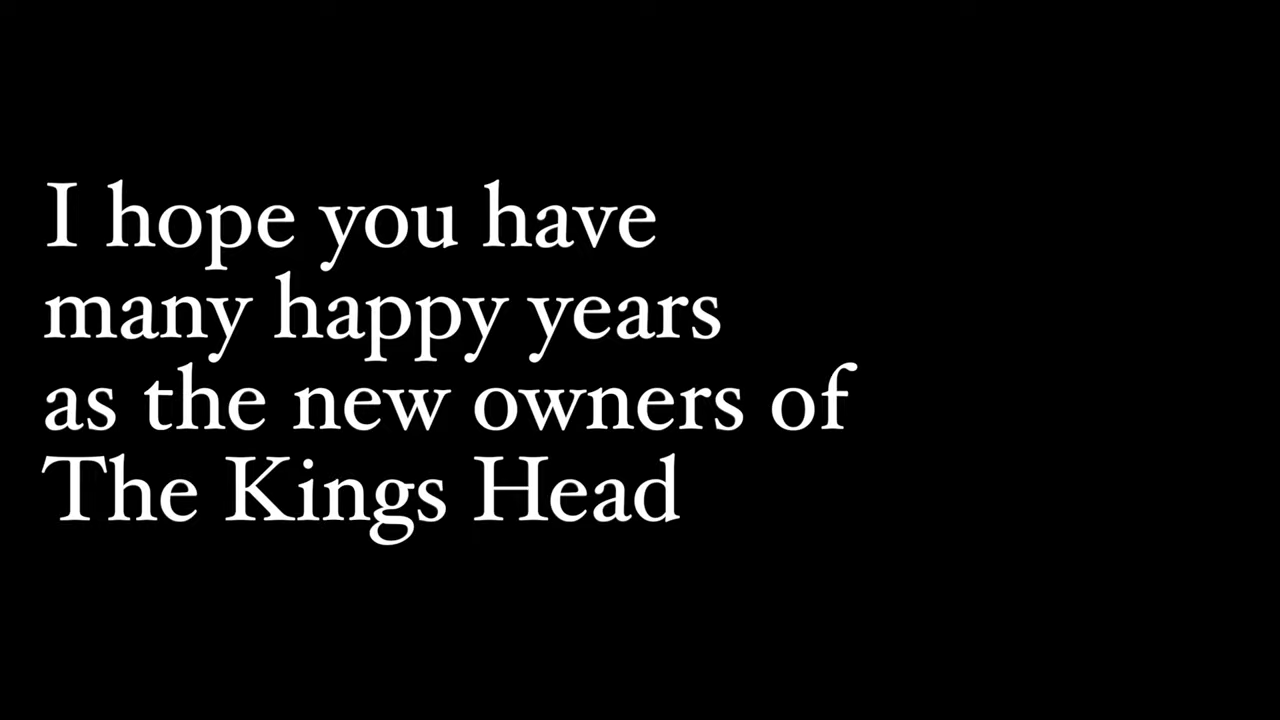 I hope you have
many happy years
as the new owners of
The Kings Head